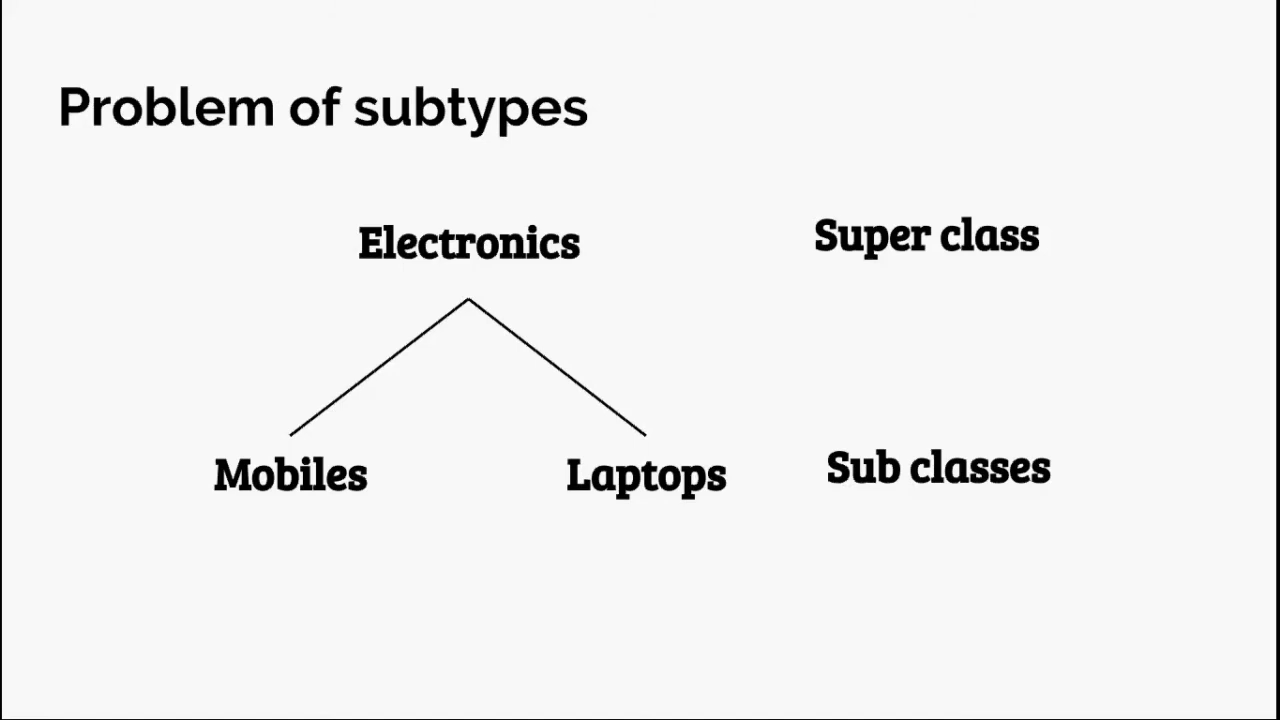 Problem of subtypes
Electronics
Super class
Mobiles
Laptops
Sub classes